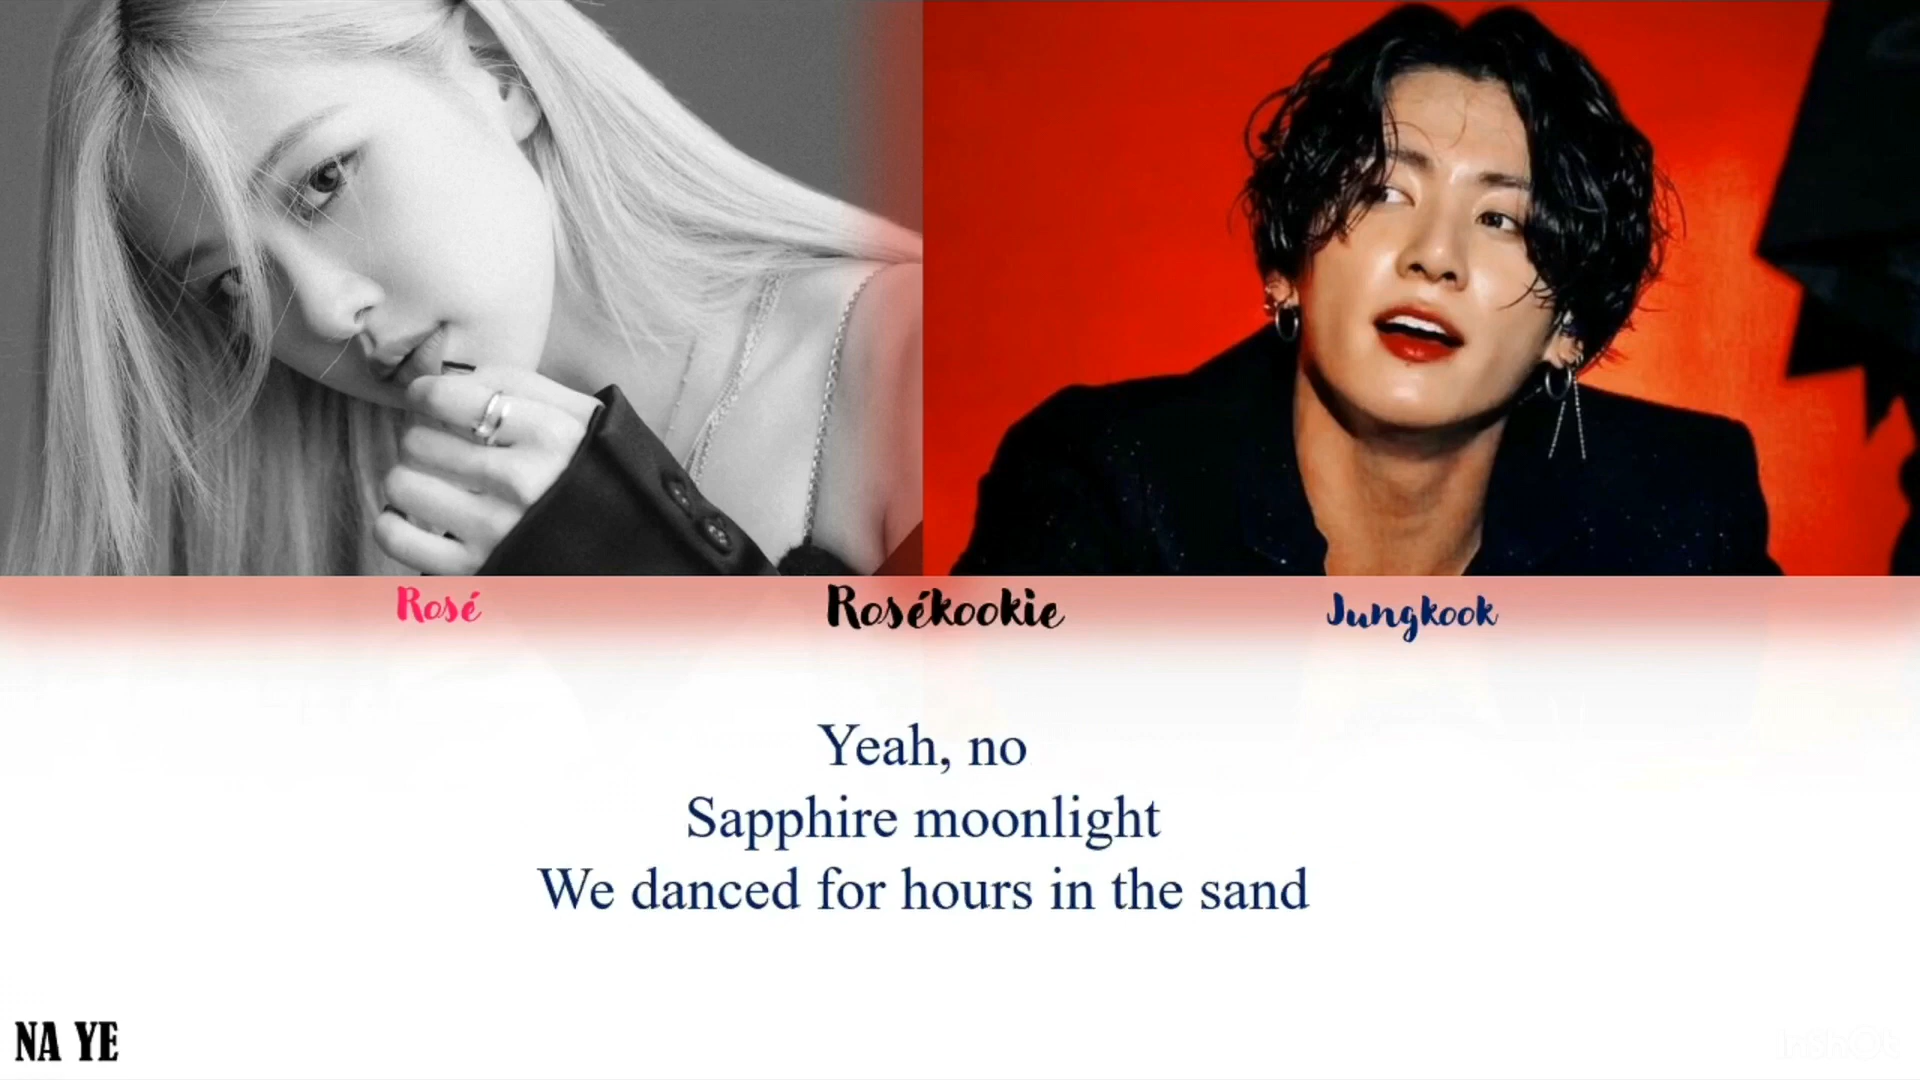 Rosé Rosékookie Jungkook
Yeah, no
Sapphire moonlight
We danced for hours in the sand
NA YE